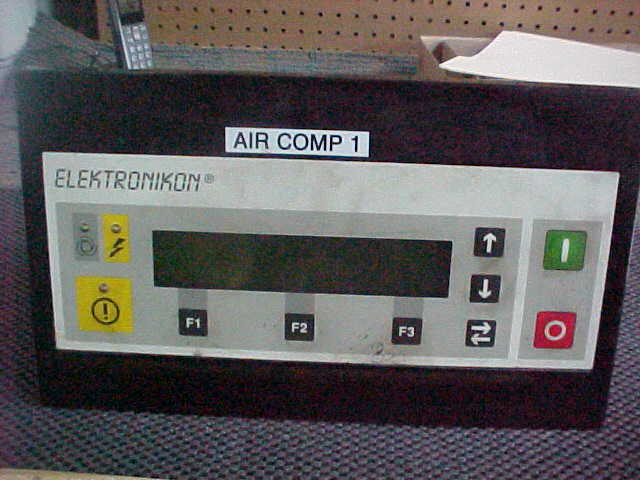 AIR COMP 1
ELEKTRONIKON®
F1 F2 F3